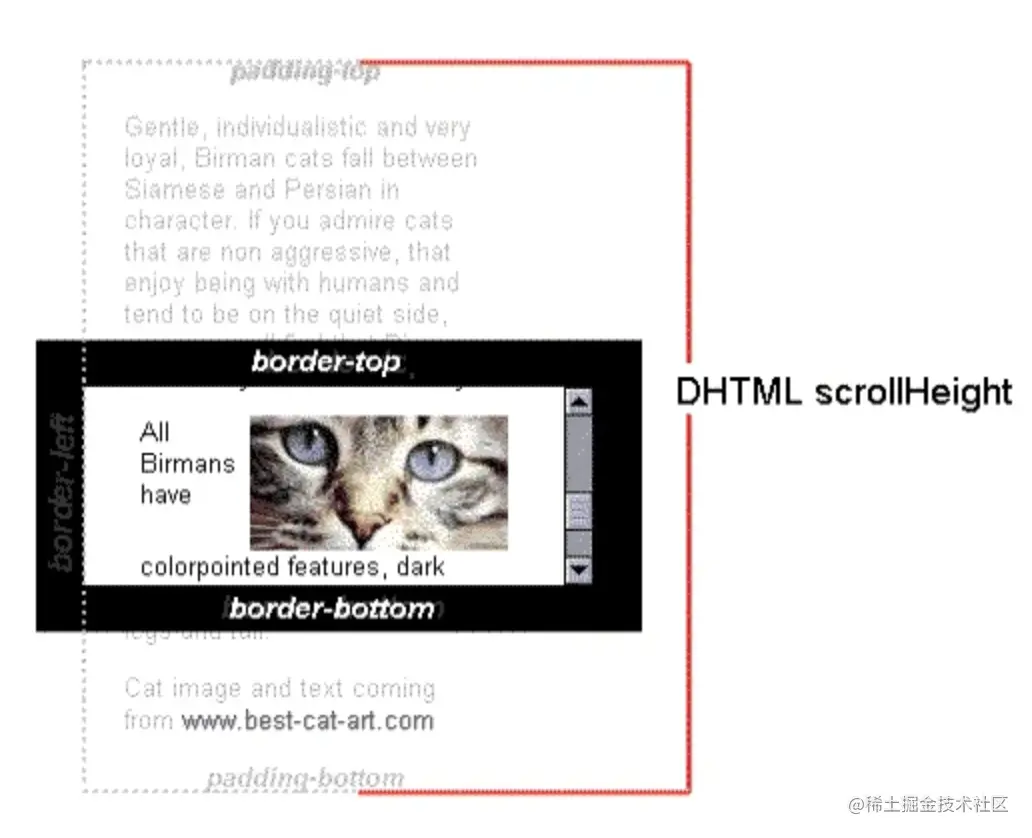 padding-top
Gentle, individualistic and very
loyal, Birman cats fall between
Siamese and Persian in
character. If you admire cats
that are non aggressive, that
enjoy being with humans and
tend to be on the quiet side,
border-top
DHTML scrollHeight
border-left
All
Birmans
have
colorpointed features, dark
border-bottom
legs and tail.
Cat image and text coming
from www.best-cat-art.com
padding-bottom
@稀土掘金技术社区